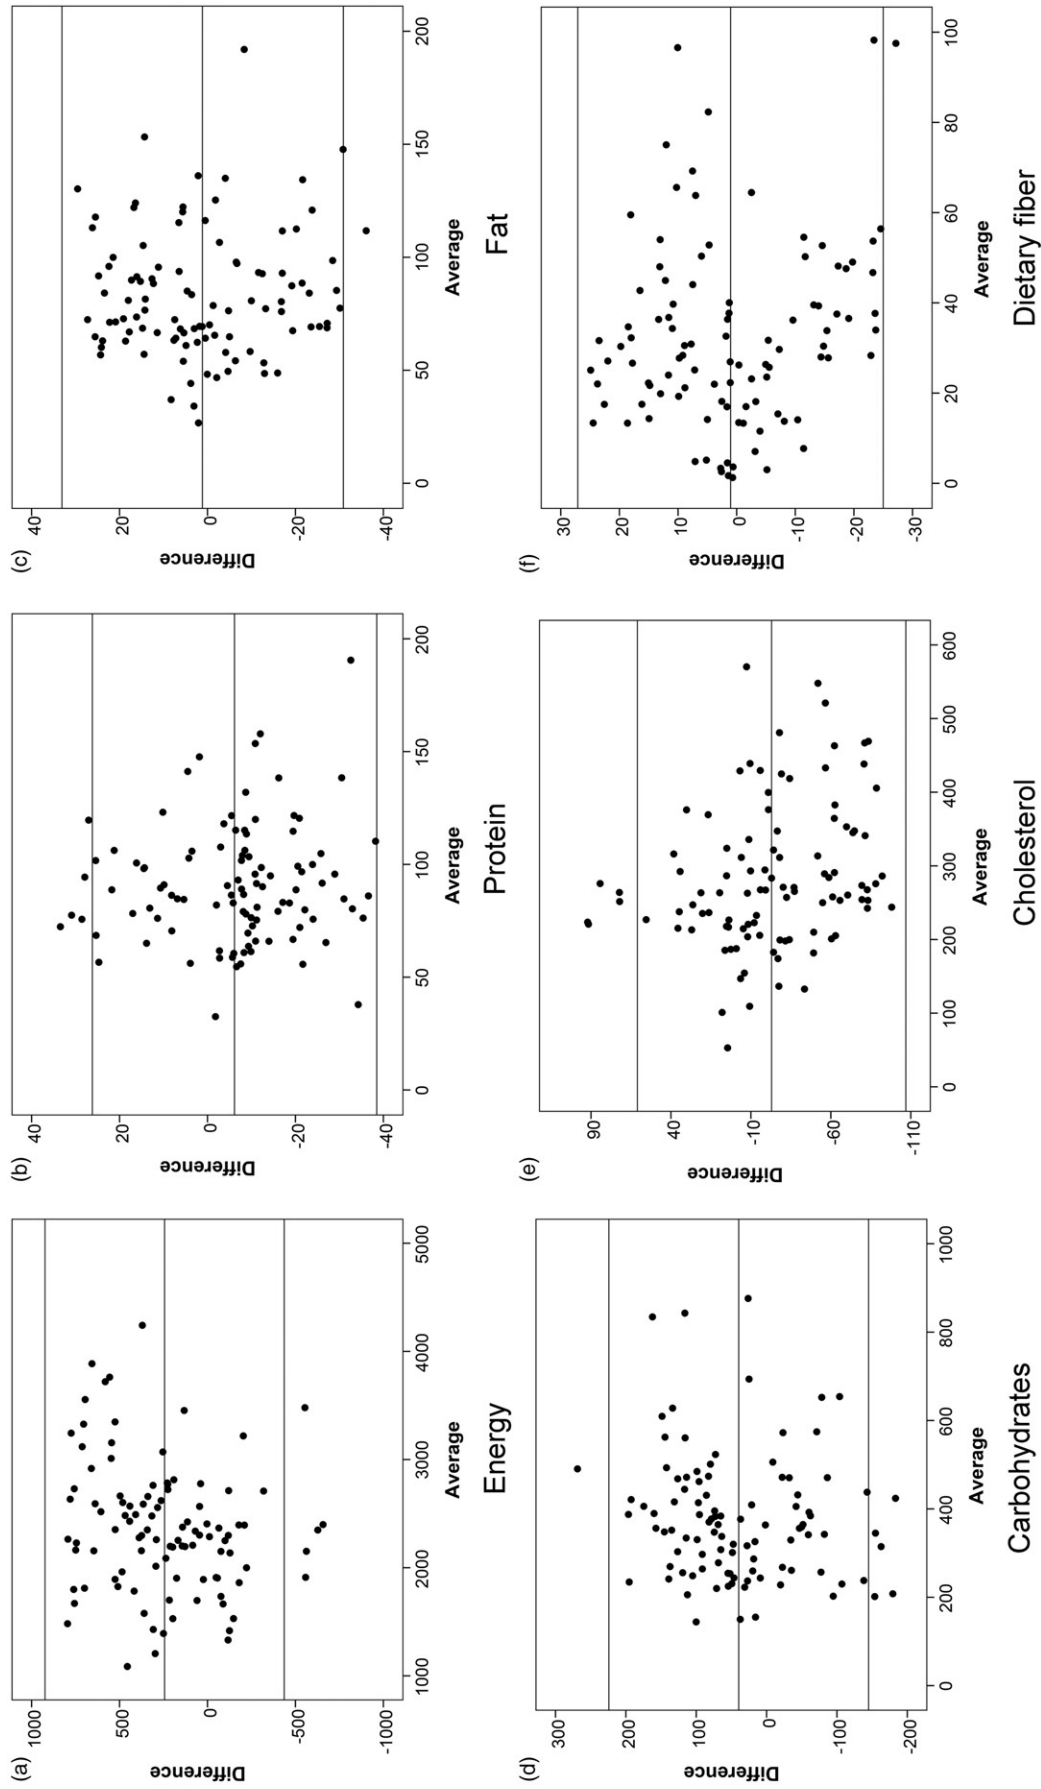 (a)
1000
500
0
-500
-1000
Difference
1000
2000
3000
4000
5000
Average
Energy
(b)
40
20
0
-20
-40
Difference
0
50
100
150
200
Average
Protein
(c)
40
20
0
-20
-40
Difference
0
50
100
150
200
Average
Fat
(d)
300
200
100
0
-100
-200
Difference
0
200
400
600
800
1000
Average
Carbohydrates
(e)
90
40
-10
-60
-110
Difference
0
100
200
300
400
500
600
Average
Cholesterol
(f)
30
20
10
0
-10
-20
-30
Difference
0
20
40
60
80
100
Average
Dietary fiber